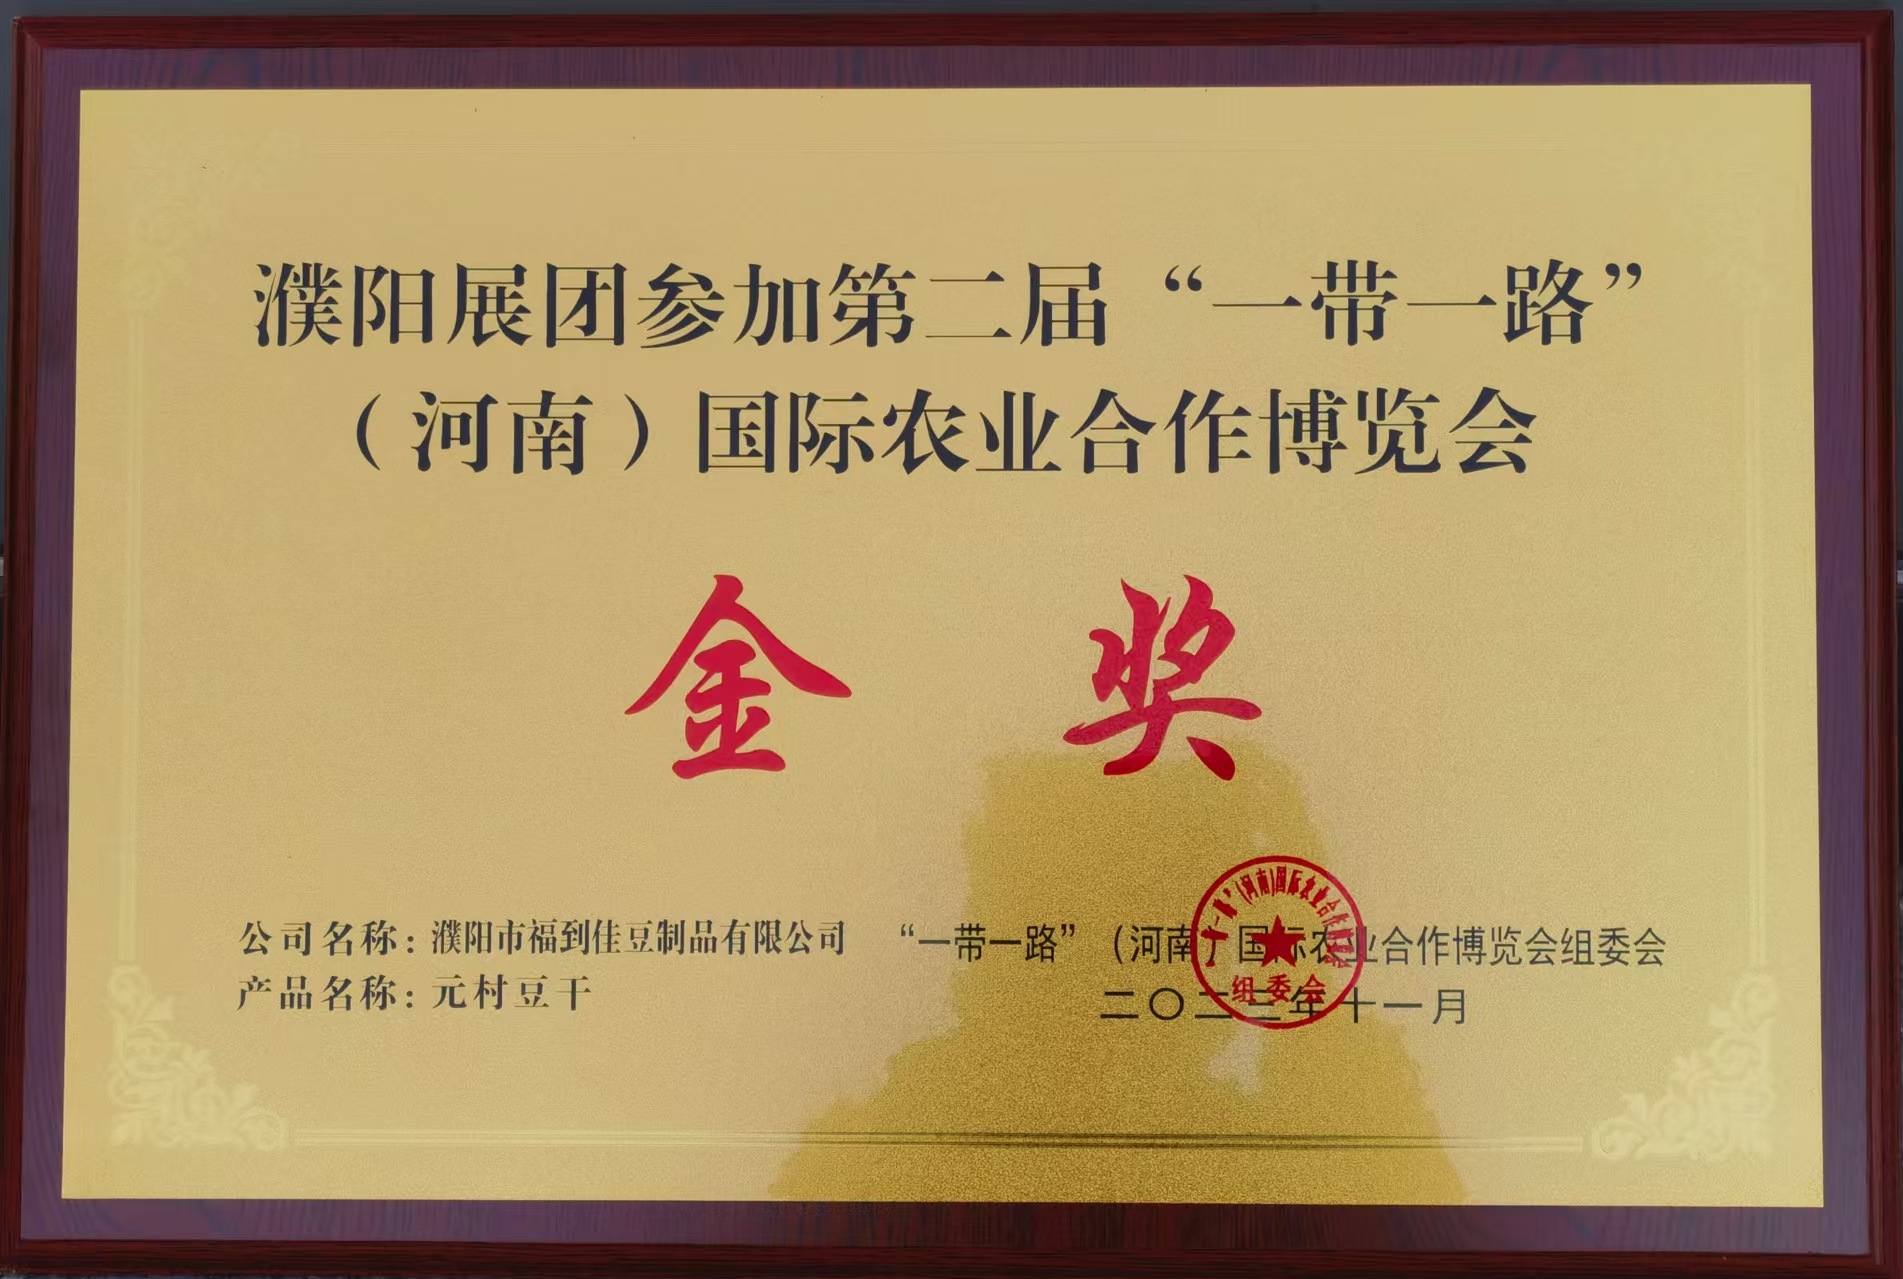 濮阳展团参加第二届“一带一路”
（河南）国际农业合作博览会
金奖
公司名称：濮阳市福到佳豆制品有限公司
产品名称：元村豆干
“一带一路”（河南）国际农业合作博览会组委会
二〇二三年十一月
组委会